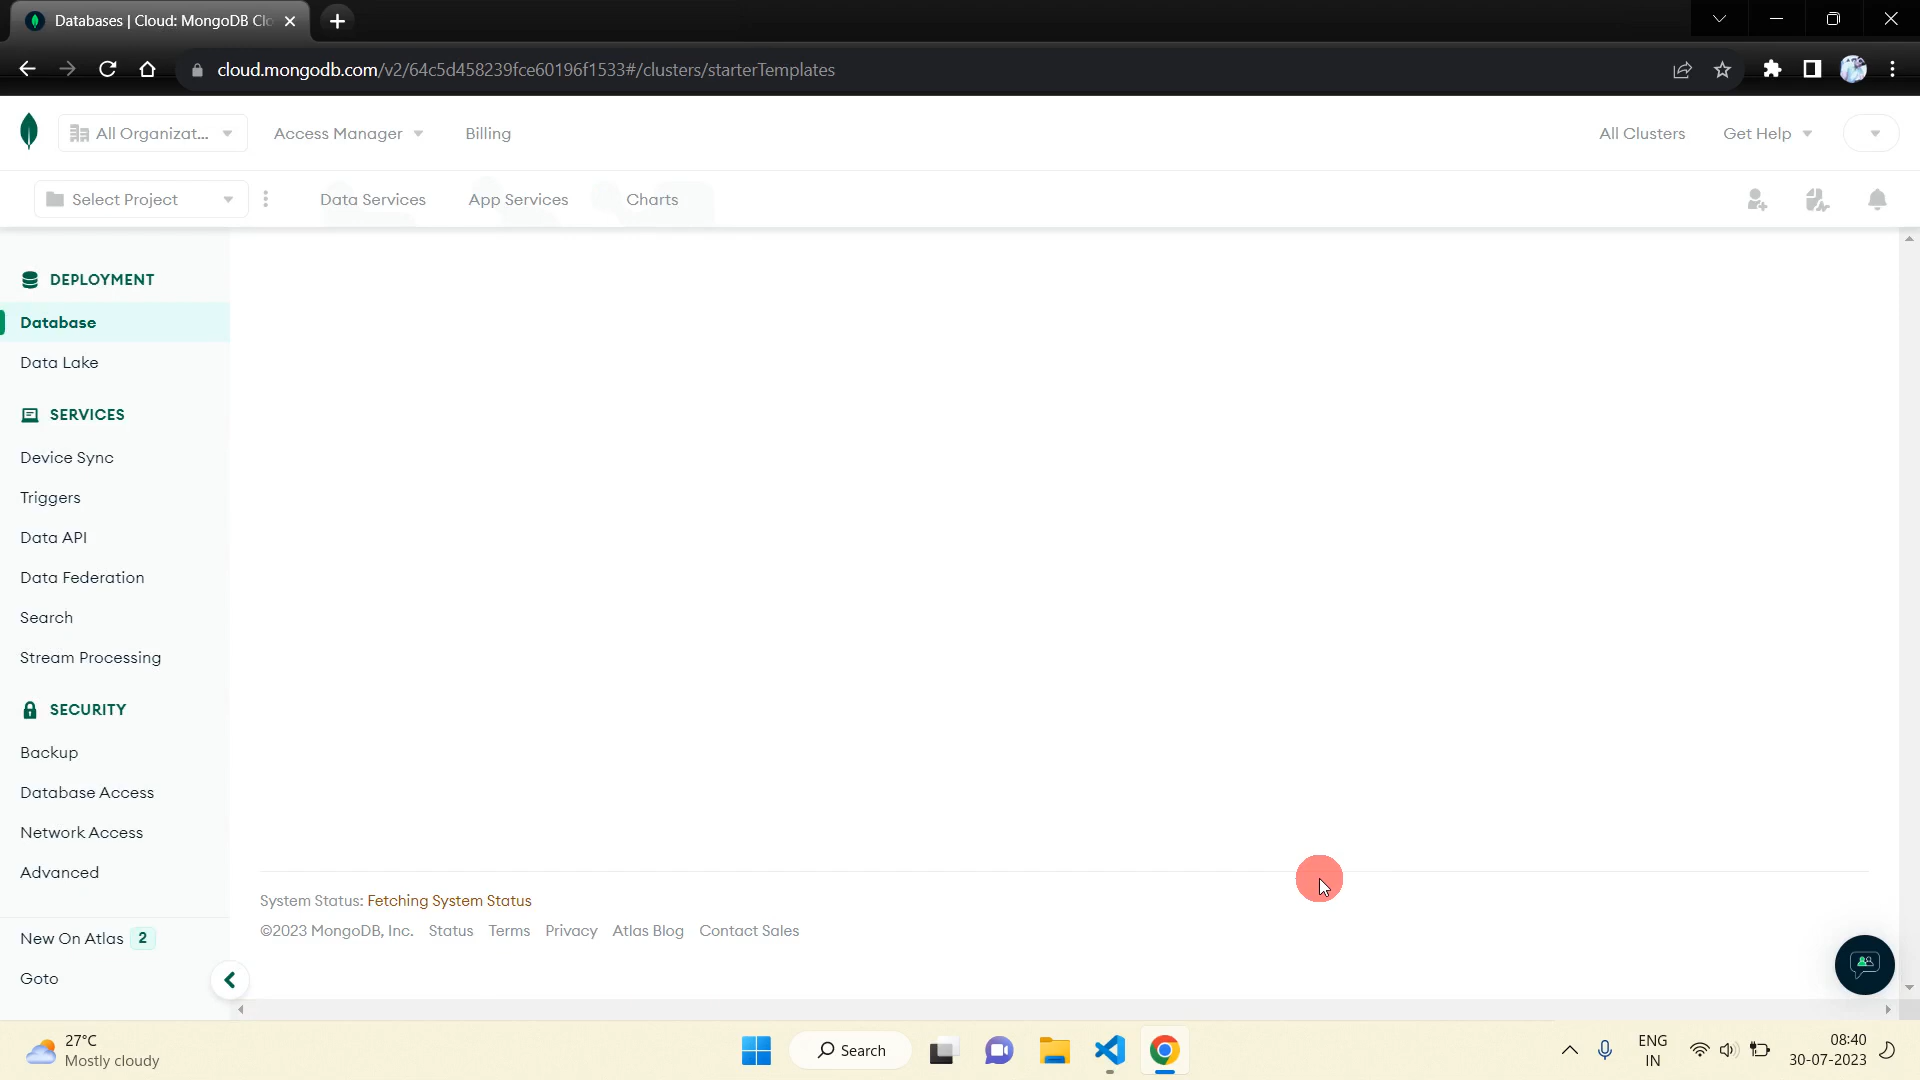 Databases | Cloud: MongoDB Clo
cloud.mongodb.com/v2/64c5d458239fce60196f1533#/clusters/starterTemplates
All Organizat... Access Manager Billing All Clusters Get Help
Select Project Data Services App Services Charts
DEPLOYMENT
Database
Data Lake
SERVICES
Device Sync
Triggers
Data API
Data Federation
Search
Stream Processing
SECURITY
Backup
Database Access
Network Access
Advanced
New On Atlas 2
Goto
System Status: Fetching System Status
©2023 MongoDB, Inc. Status Terms Privacy Atlas Blog Contact Sales
27°C
Mostly cloudy
Search
ENG
IN
08:40
30-07-2023